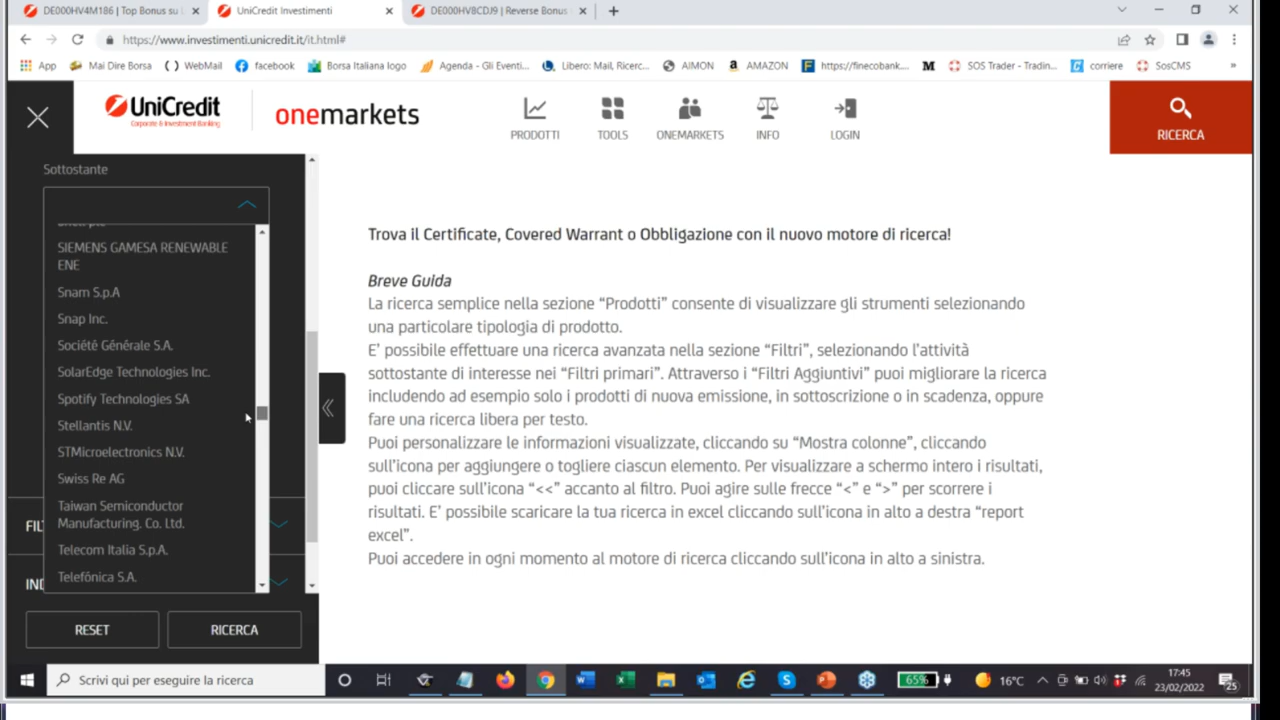 DE000HV4M186 | Top Bonus su
UniCredit Investimenti
DE000HV8CDJ9 | Reverse Bonus
https://www.investimenti.unicredit.it/it.html#
App
Mai Dire Borsa
WebMail
facebook
Borsa Italiana logo
Agenda - Gli Eventi...
Libero: Mail, Ricerc...
AIMON
AMAZON
https://finecobank....
M
SOS Trader - Tradin...
corriere
SosCMS
»
UniCredit
Corporate & Investment Banking
onemarkets
PRODOTTI
TOOLS
ONEMARKETS
INFO
LOGIN
RICERCA
Sottostante
SIEMENS GAMESA RENEWABLE
ENE
Snam S.p.A
Snap Inc.
Société Générale S.A.
SolarEdge Technologies Inc.
Spotify Technologies SA
Stellantis N.V.
STMicroelectronics N.V.
Swiss Re AG
Taiwan Semiconductor
Manufacturing. Co. Ltd.
Telecom Italia S.p.A.
Telefônica S.A.
FIL
IND
RESET
RICERCA
Trova il Certificate, Covered Warrant o Obbligazione con il nuovo motore di ricerca!
Breve Guida
La ricerca semplice nella sezione “Prodotti” consente di visualizzare gli strumenti selezionando
una particolare tipologia di prodotto.
E’ possibile effettuare una ricerca avanzata nella sezione “Filtri”, selezionando l’attività
sottostante di interesse nei “Filtri primari”. Attraverso i “Filtri Aggiuntivi” puoi migliorare la ricerca
includendo ad esempio solo i prodotti di nuova emissione, in sottoscrizione o in scadenza, oppure
fare una ricerca libera per testo.
Puoi personalizzare le informazioni visualizzate, cliccando su “Mostra colonne”, cliccando
sull’icona per aggiungere o togliere ciascun elemento. Per visualizzare a schermo intero i risultati,
puoi cliccare sull’icona “<<” accanto al filtro. Puoi agire sulle frecce “<” e “>” per scorrere i
risultati. E’ possibile scaricare la tua ricerca in excel cliccando sull’icona in alto a destra “report
excel”.
Puoi accedere in ogni momento al motore di ricerca cliccando sull’icona in alto a sinistra.
Scrivi qui per eseguire la ricerca
65%
16°C
17:45
23/02/2022
25